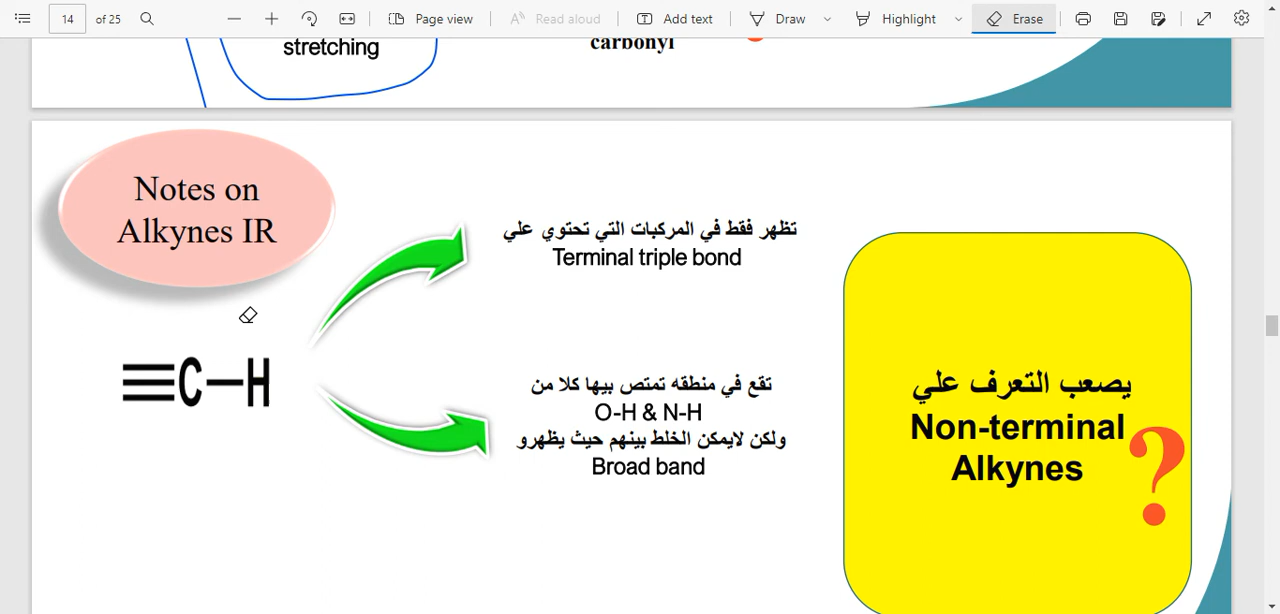 14 of 25
Page view
Read aloud
Add text
Draw
Highlight
Erase
stretching
carbonyl
Notes on
Alkynes IR
تظهر فقط في المركبات التي تحتوي علي
Terminal triple bond
≡C－H
تقع في منطقه تمتص بيها كلا من
O-H & N-H
ولكن لايمكن الخلط بينهم حيث يظهرو
Broad band
يصعب التعرف علي
Non-terminal
Alkynes
?